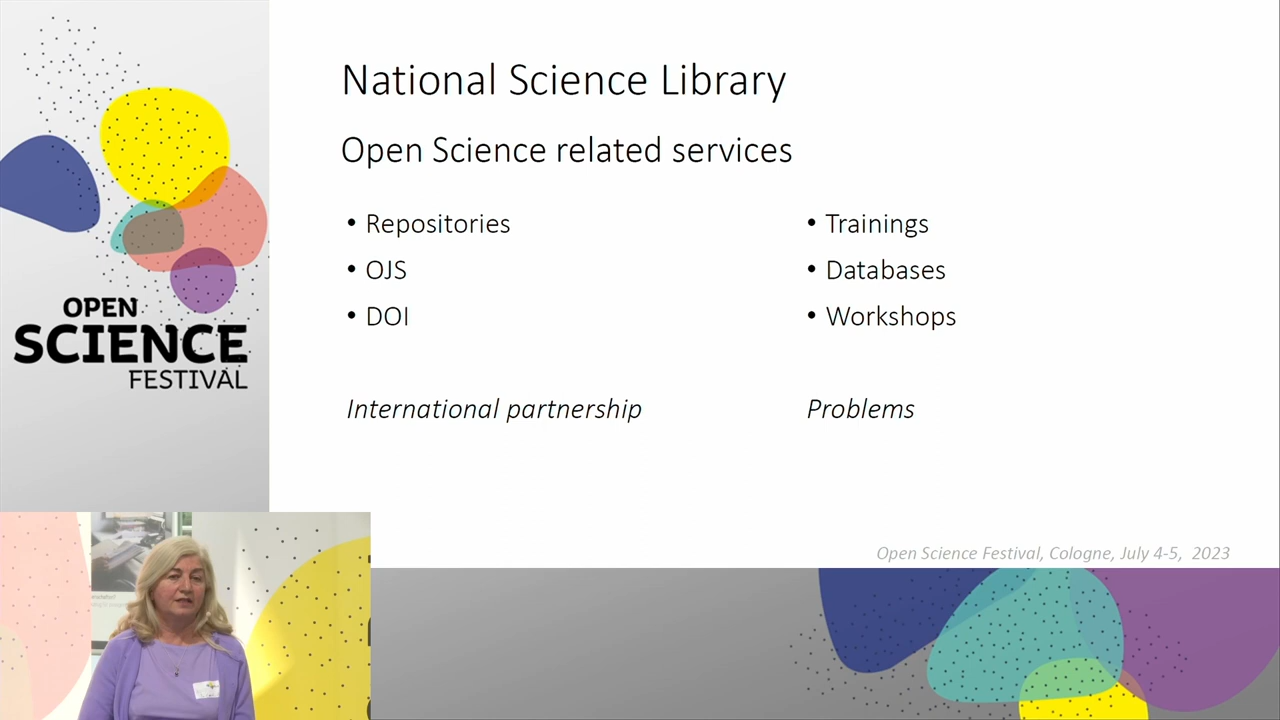 OPEN
SCIENCE
FESTIVAL
National Science Library
Open Science related services
• Repositories
• OJS
• DOI
• Trainings
• Databases
• Workshops
International partnership
Problems
Open Science Festival, Cologne, July 4-5, 2023